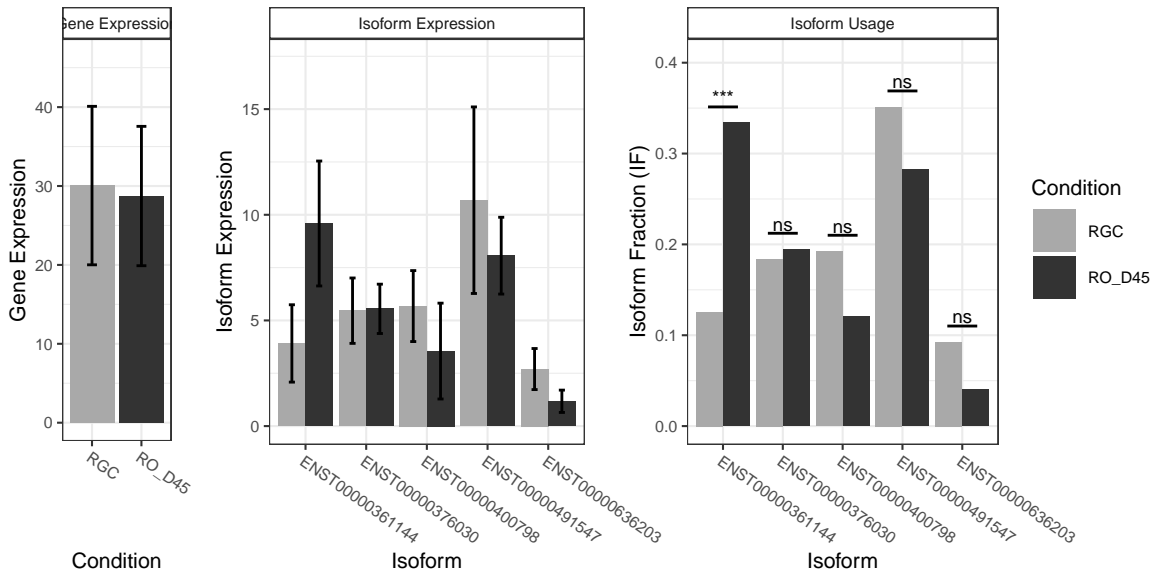 Gene Expression
Isoform Expression
Isoform Usage
Gene Expression
40
30
20
10
0
RGC
RO_D45
Condition
Isoform Expression
15
10
5
0
ENST00000361144
ENST00000376030
ENST00000400798
ENST00000491547
ENST00000636203
Isoform
Isoform Fraction (IF)
0.4
0.3
0.2
0.1
0.0
***
ns
ns
ns
ns
ENST00000361144
ENST00000376030
ENST00000400798
ENST00000491547
ENST00000636203
Isoform
Condition
RGC
RO_D45